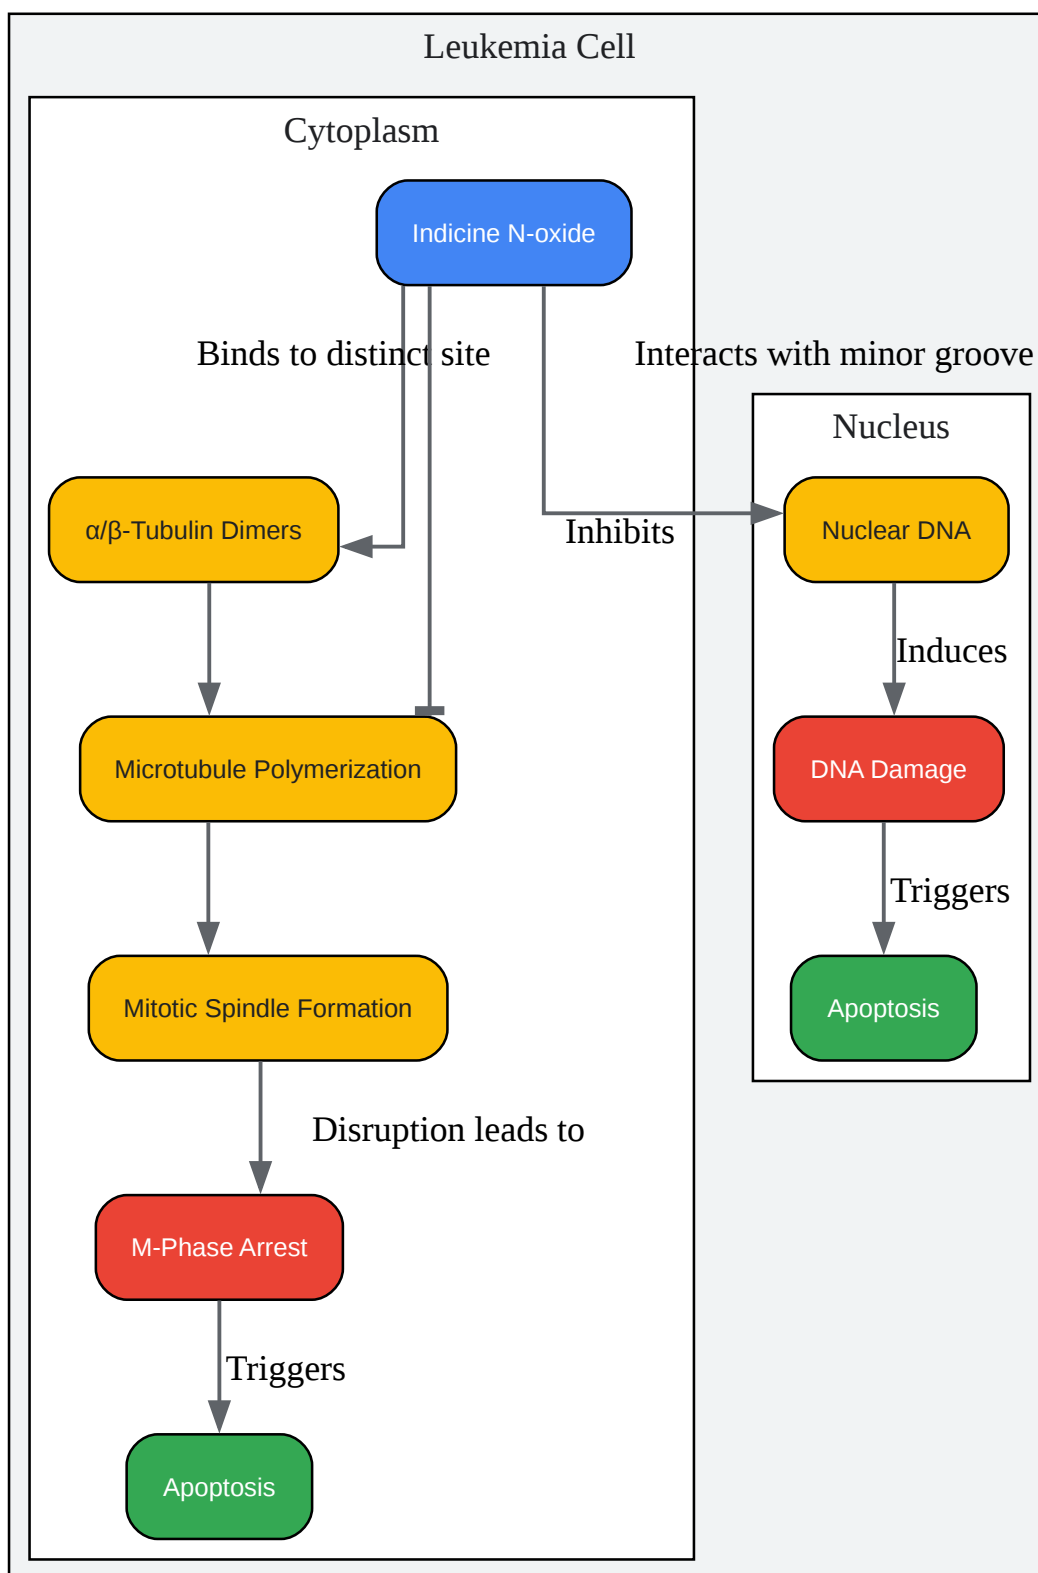 Leukemia Cell
Cytoplasm
Indicine N-oxide
Binds to distinct site
Interacts with minor groove
Nucleus
α/β-Tubulin Dimers
Inhibits
Nuclear DNA
Induces
Microtubule Polymerization
DNA Damage
Triggers
Mitotic Spindle Formation
Apoptosis
Disruption leads to
M-Phase Arrest
Triggers
Apoptosis